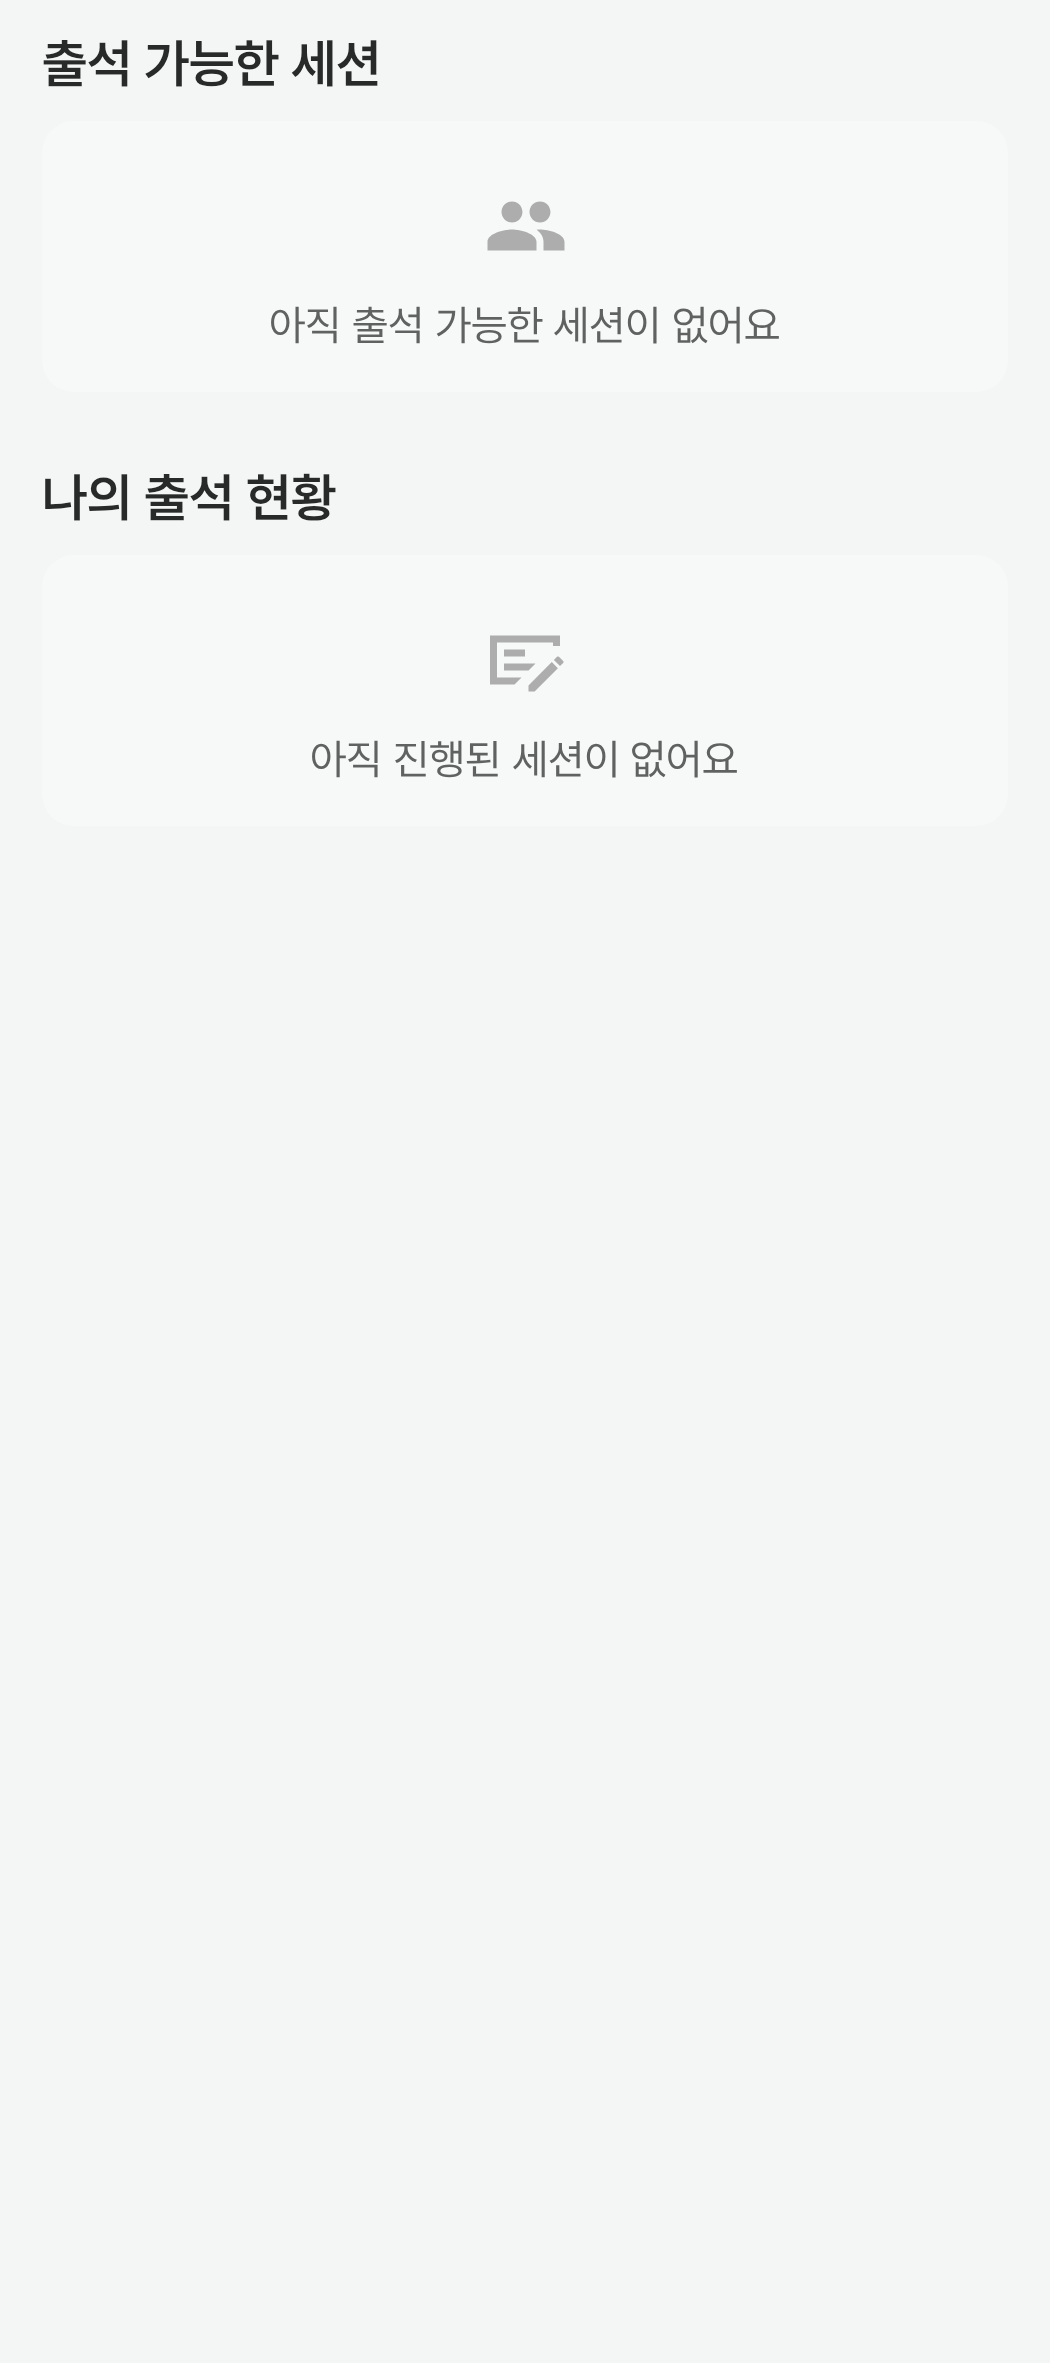 출석 가능한 세션
아직 출석 가능한 세션이 없어요
나의 출석 현황
아직 진행된 세션이 없어요